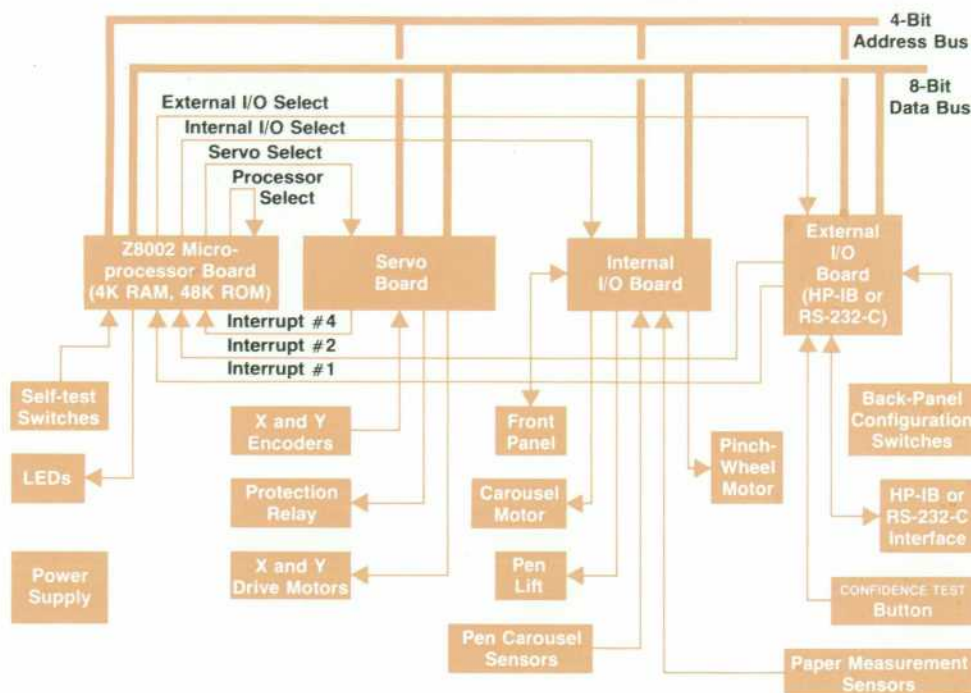 4-Bit
Address Bus
8-Bit
Data Bus
External I/O Select
Internal I/O Select
Servo Select
Processor
Select
Z8002 Micro-
processor Board
(4K RAM, 48K ROM)
Servo
Board
Internal
I/O Board
External
I/O
Board
(HP-IB or
RS-232-C)
Interrupt #4
Interrupt #2
Interrupt #1
Self-test
Switches
LEDs
Power
Supply
X and Y
Encoders
Protection
Relay
X and Y
Drive Motors
Front
Panel
Carousel
Motor
Pen
Lift
Pen Carousel
Sensors
Pinch-
Wheel
Motor
Back-Panel
Configuration
Switches
HP-IB or
RS-232-C
Interface
CONFIDENCE TEST
Button
Paper Measurement
Sensors